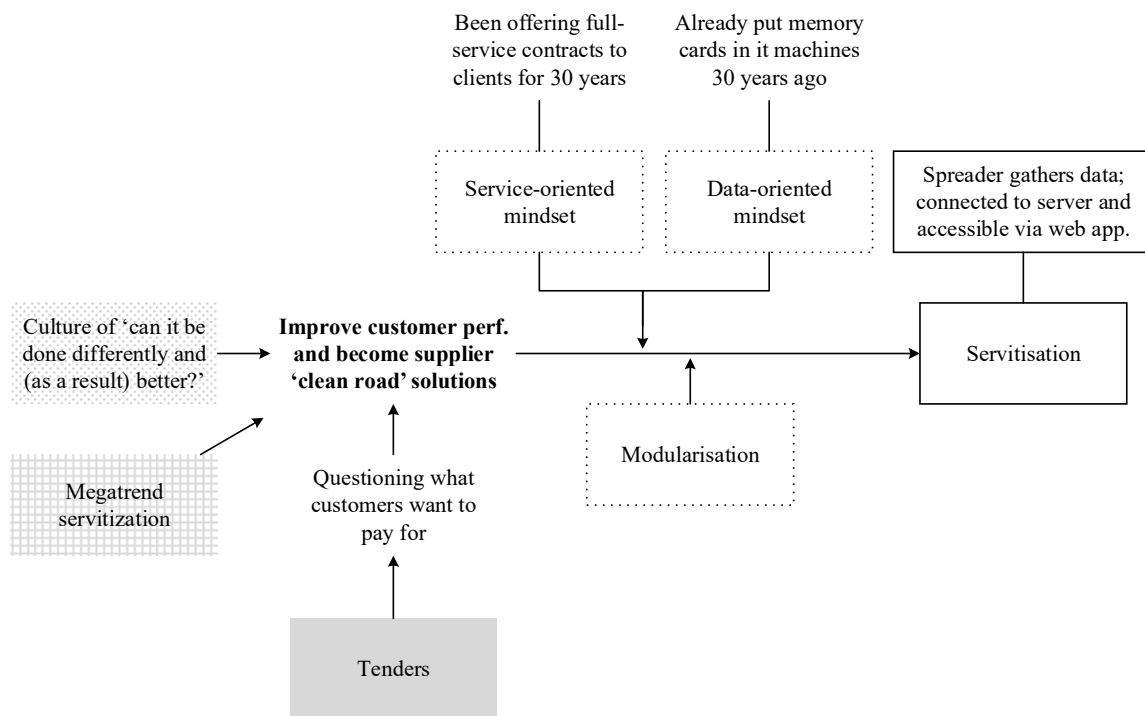 Been offering full-
service contracts to
clients for 30 years
Already put memory
cards in it machines
30 years ago
Service-oriented
mindset
Data-oriented
mindset
Spreader gathers data;
connected to server and
accessible via web app.
Culture of ‘can it be
done differently and
(as a result) better?’
Improve customer perf.
and become supplier
‘clean road’ solutions
Servitisation
Megatrend
servitization
Questioning what
customers want to
pay for
Modularisation
Tenders